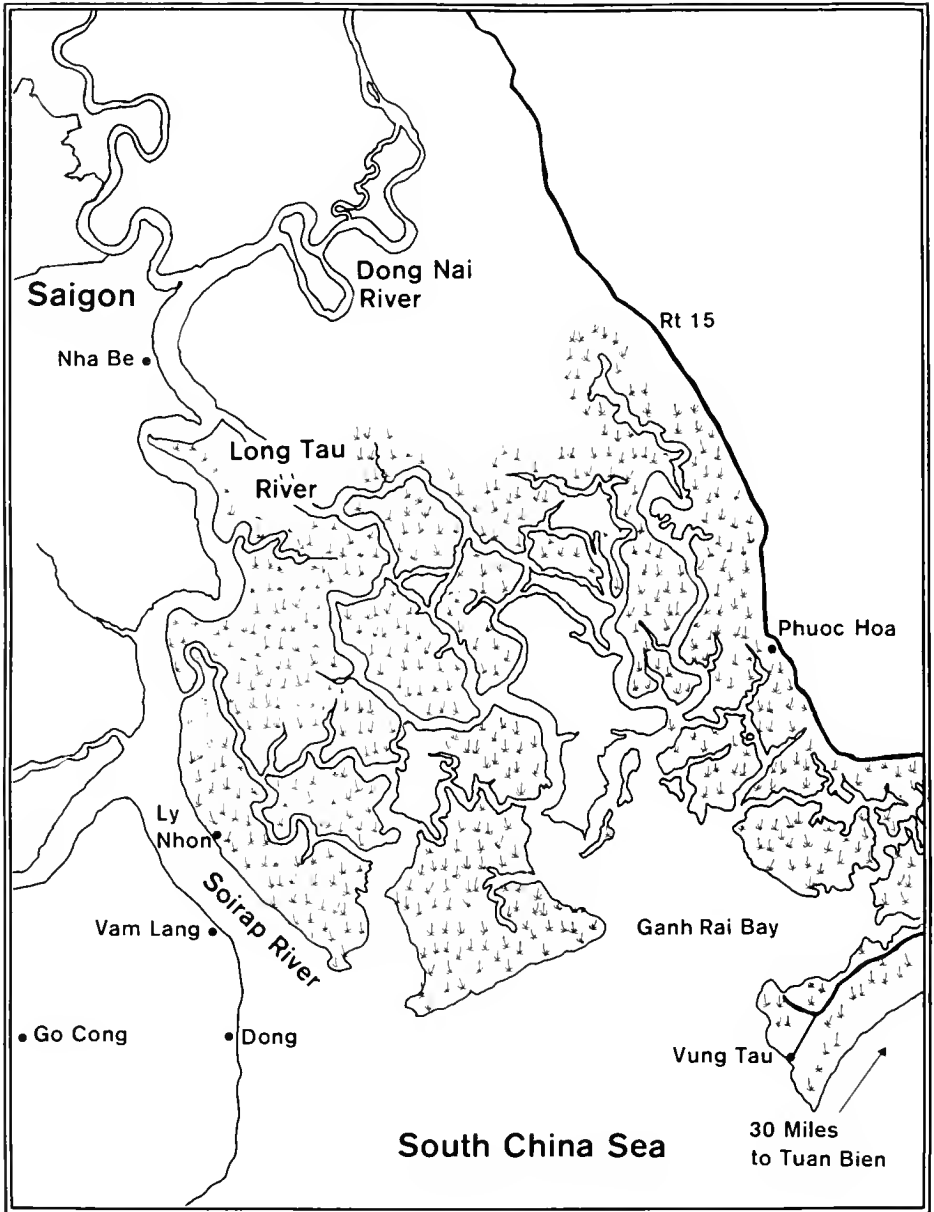 Dong Nai
River
Saigon
Rt 15
Nha Be
Long Tau
River
Phuoc Hoa
Ly
Nhon
Soirap River
Vam Lang
Ganh Rai Bay
Go Cong
Dong
Vung Tau
30 Miles
to Tuan Bien
South China Sea